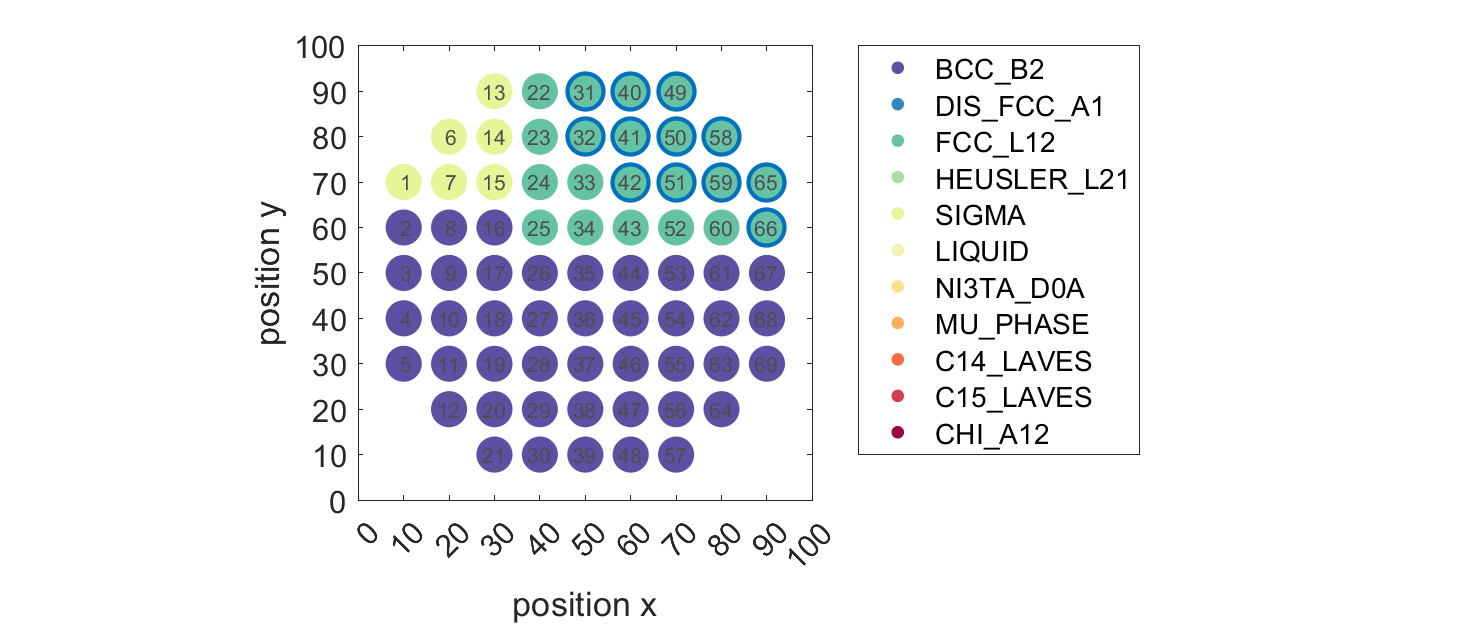 100
90
80
70
60
50
40
30
20
10
0
position y
13 22 31 40 49
6 14 23 32 41 50 58
1 7 15 24 33 42 51 59 65
2 8 16 25 34 43 52 60 66
3 9 17 26 35 44 53 61 67
4 10 18 27 36 45 54 62 68
5 11 19 28 37 46 55 63 69
12 20 29 38 47 56 64
21 30 39 48 57
0 10 20 30 40 50 60 70 80 90 100
position x
BCC_B2
DIS_FCC_A1
FCC_L12
HEUSLER_L21
SIGMA
LIQUID
NI3TA_D0A
MU_PHASE
C14_LAVES
C15_LAVES
CHI_A12